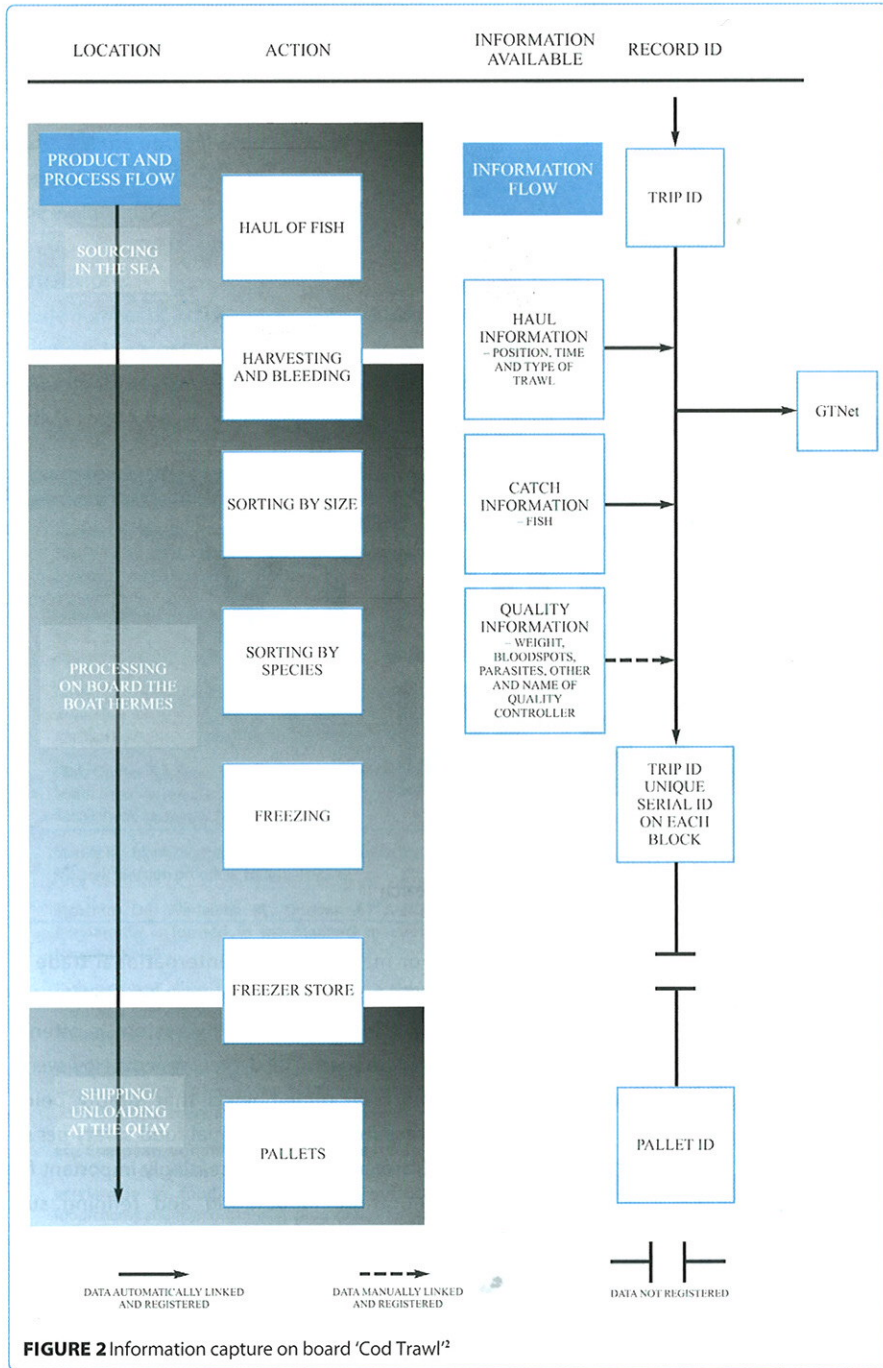 LOCATION
ACTION
INFORMATION
AVAILABLE
RECORD ID
PRODUCT AND
PROCESS FLOW
SOURCING
IN THE SEA
HAUL OF FISH
INFORMATION
FLOW
TRIP ID
HARVESTING
AND BLEEDING
HAUL
INFORMATION
– POSITION, TIME
AND TYPE OF
TRAWL
GTNet
SORTING BY SIZE
CATCH
INFORMATION
– FISH
PROCESSING
ON BOARD THE
BOAT HERMES
SORTING BY
SPECIES
QUALITY
INFORMATION
– WEIGHT,
BLOODSPOTS,
PARASITES, OTHER
AND NAME OF
QUALITY
CONTROLLER
FREEZING
TRIP ID
UNIQUE
SERIAL ID
ON EACH
BLOCK
FREEZER STORE
SHIPPING/
UNLOADING
AT THE QUAY
PALLETS
PALLET ID
DATA AUTOMATICALLY LINKED
AND REGISTERED
DATA MANUALLY LINKED
AND REGISTERED
DATA NOT REGISTERED
FIGURE 2 Information capture on board 'Cod Trawl'²